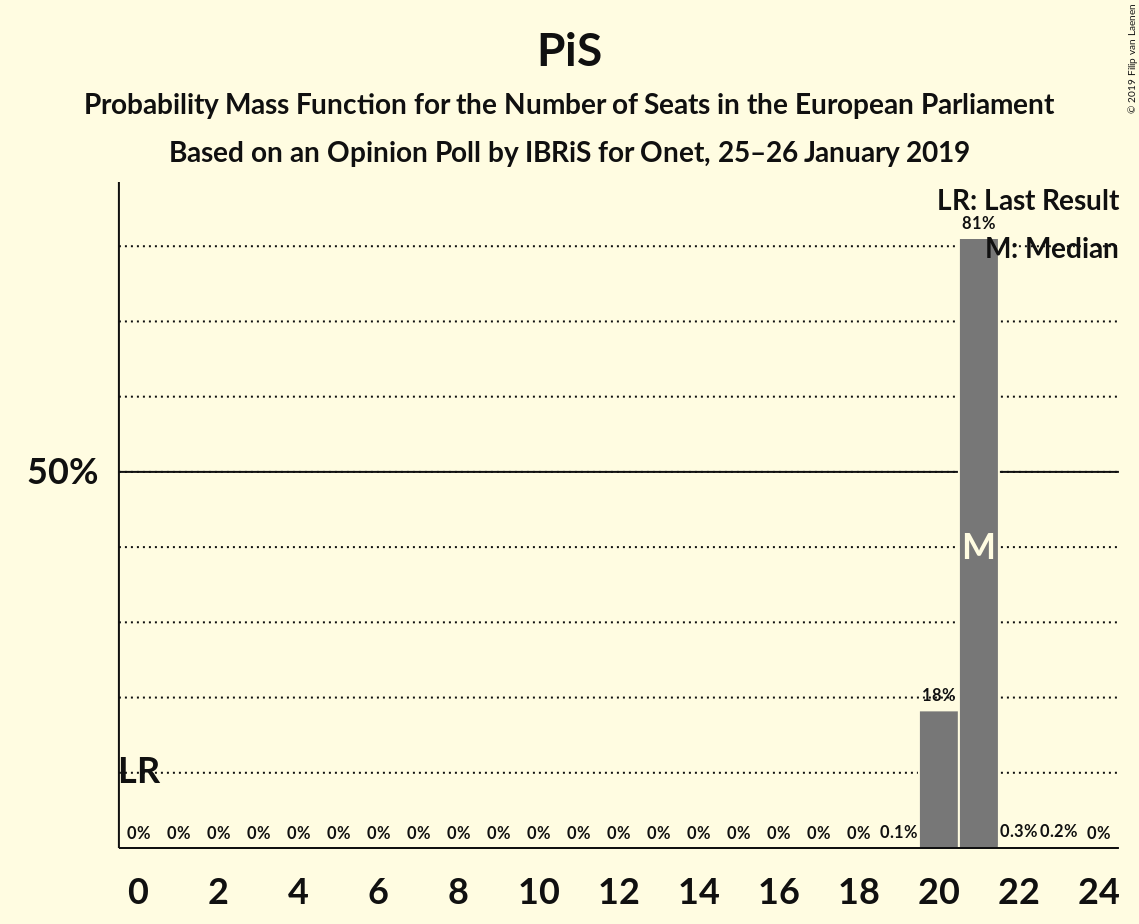 PiS
Probability Mass Function for the Number of Seats in the European Parliament
Based on an Opinion Poll by IBRiS for Onet, 25–26 January 2019
© 2019 Filip van Laenen
LR: Last Result
81%
M: Median
50%
M
18%
LR
0% 0% 0% 0% 0% 0% 0% 0% 0% 0% 0% 0% 0% 0% 0% 0% 0% 0% 0% 0.1% 0.3% 0.2% 0%
0 2 4 6 8 10 12 14 16 18 20 22 24